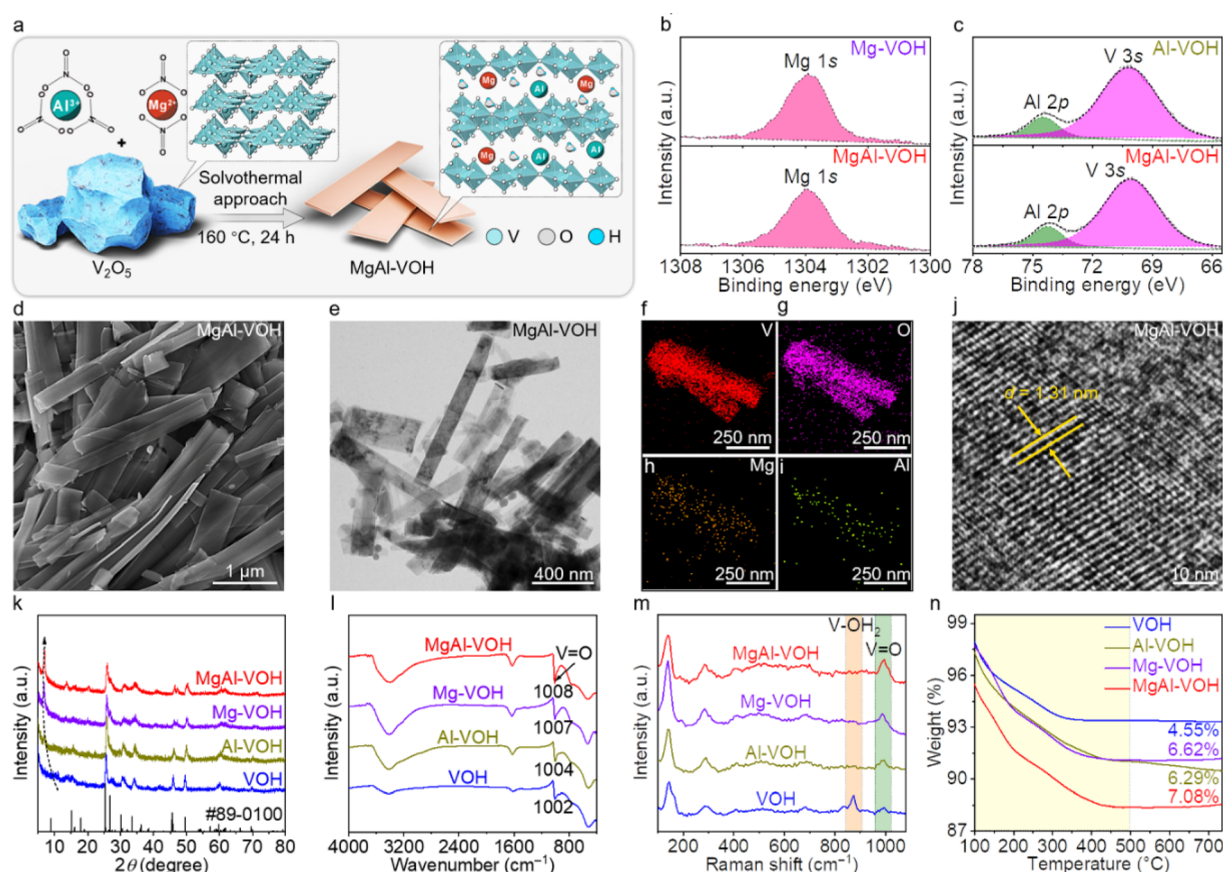 a
O
N
O
O
Al³⁺
Mg²⁺
+
Solvothermal
approach
160 °C, 24 h
V₂O₅
MgAl-VOH
Mg
Mg
Al
Mg
Al
Mg
Al
V
O
H
b
Mg-VOH
Mg 1s
MgAl-VOH
Mg 1s
Intensity (a.u.)
1308 1306 1304 1302 1300
Binding energy (eV)
c
Al-VOH
V 3s
Al 2p
MgAl-VOH
V 3s
Al 2p
Intensity (a.u.)
78 75 72 69 66
Binding energy (eV)
d
MgAl-VOH
1 μm
e
MgAl-VOH
400 nm
f
V
250 nm
g
O
250 nm
h
Mg
250 nm
i
Al
250 nm
j
MgAl-VOH
d = 1.31 nm
10 nm
k
MgAl-VOH
Mg-VOH
Al-VOH
VOH
#89-0100
Intensity (a.u.)
10 20 30 40 50 60 70 80
2θ (degree)
l
MgAl-VOH
V=O
1008
Mg-VOH
1007
Al-VOH
1004
VOH
1002
Intensity (a.u.)
4000 3200 2400 1600 800
Wavenumber (cm⁻¹)
m
V-OH₂
V=O
MgAl-VOH
Mg-VOH
Al-VOH
VOH
Intensity (a.u.)
200 400 600 800 1000
Raman shift (cm⁻¹)
n
VOH
Al-VOH
Mg-VOH
MgAl-VOH
4.55%
6.62%
6.29%
7.08%
Weight (%)
99
96
93
90
87
100 200 300 400 500 600 700
Temperature (°C)